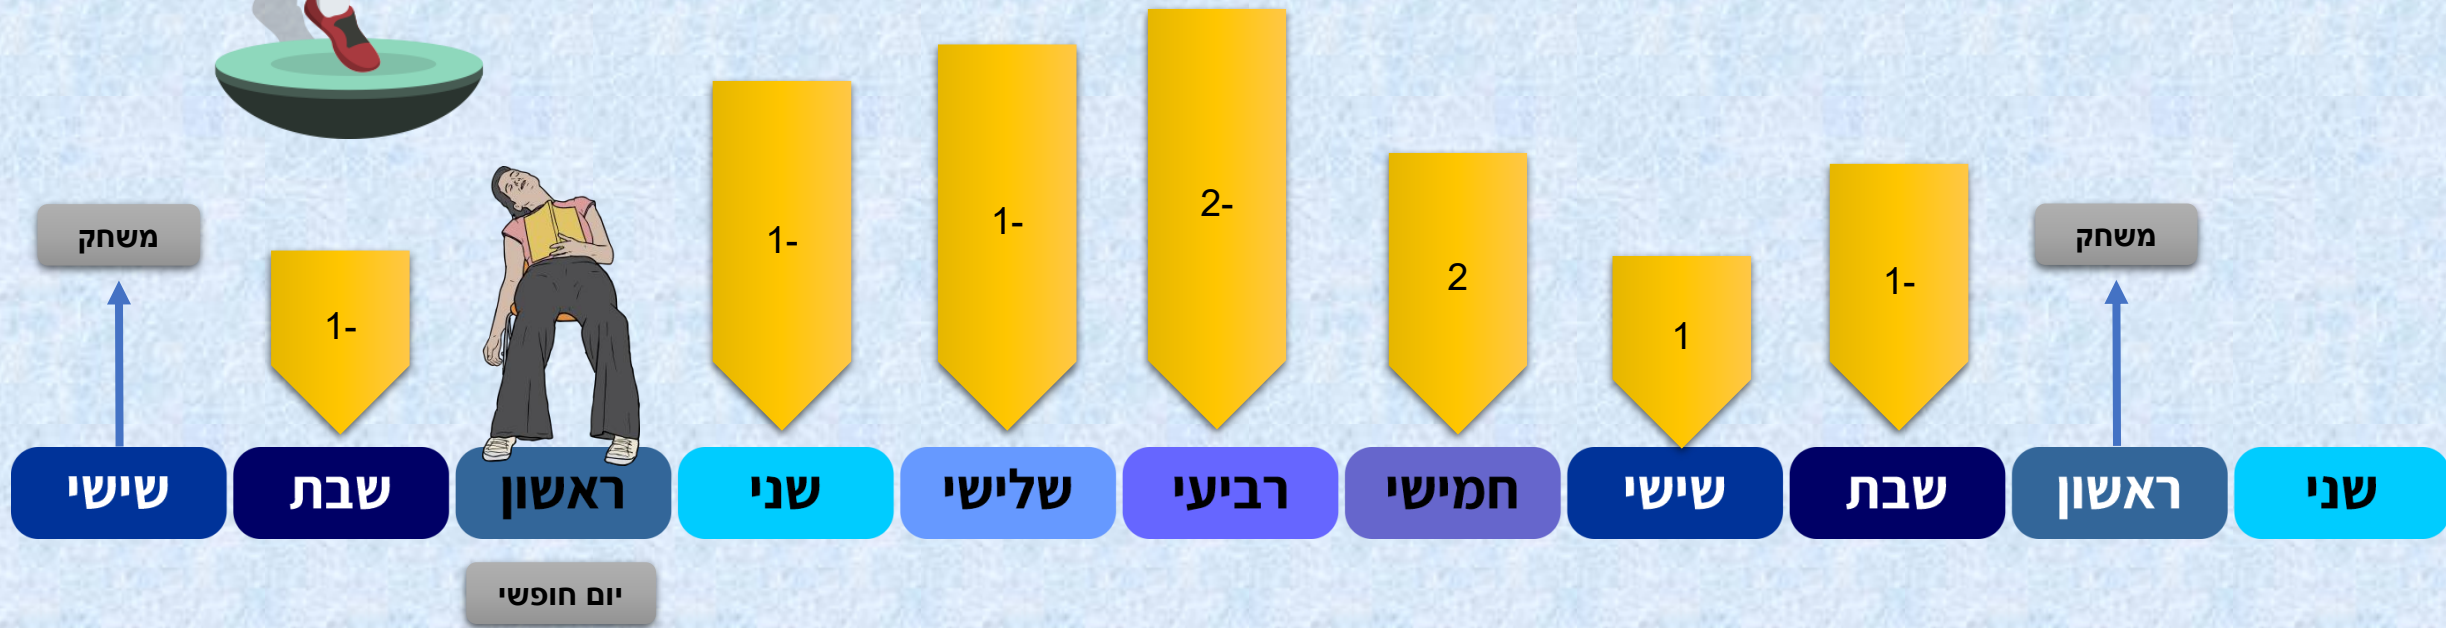 2-
1-
1-
משחק
משחק
2
1-
1-
1
שישי
שבת
ראשון
שני
שלישי
רביעי
חמישי
שישי
שבת
ראשון
שני
יום חופשי